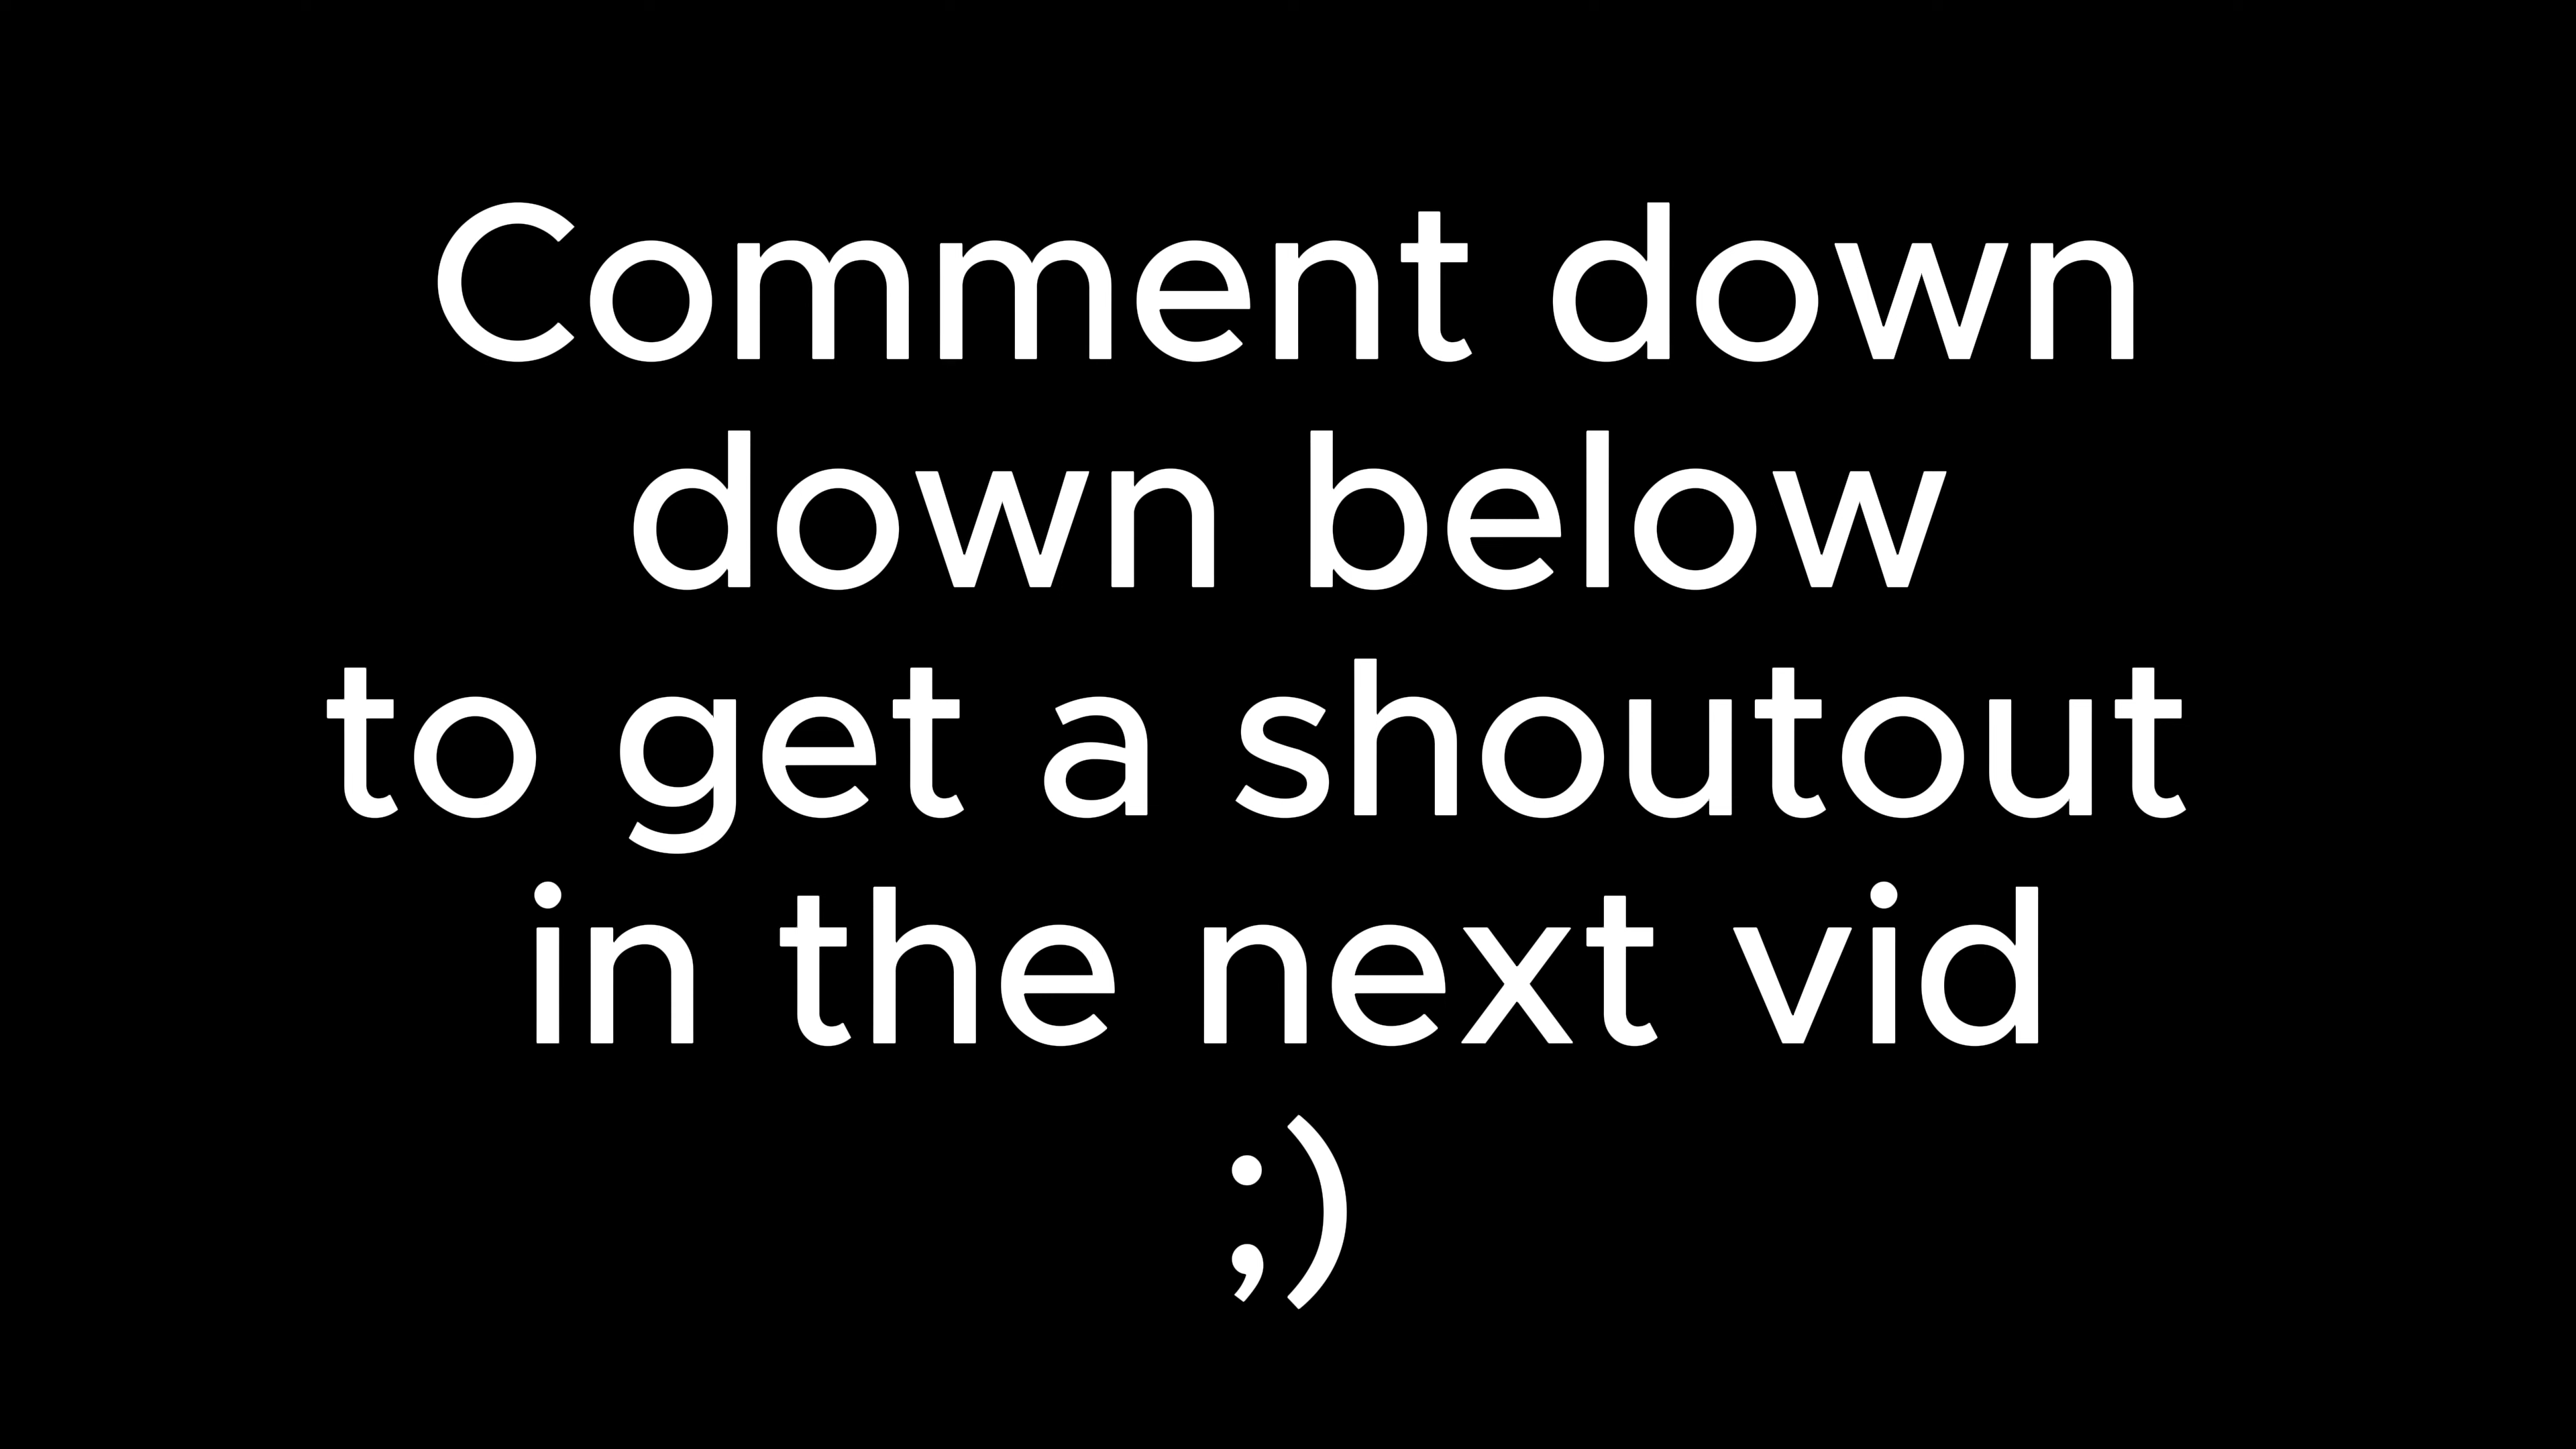 Comment down
down below
to get a shoutout
in the next vid
;)